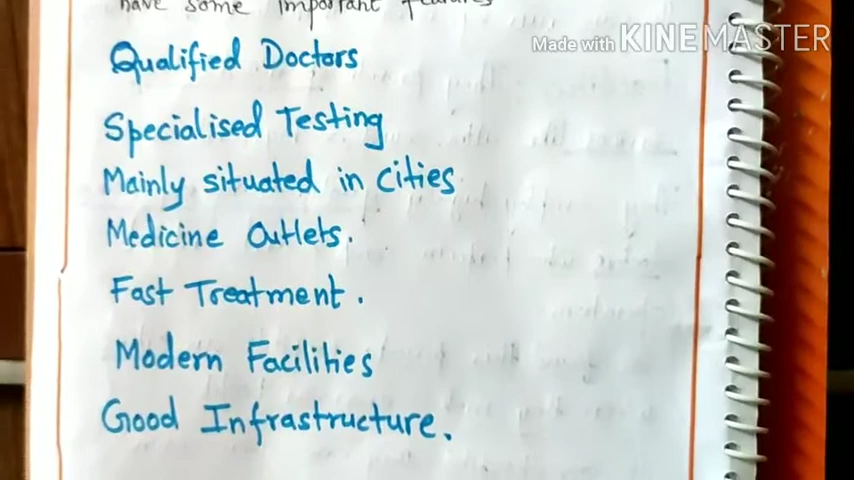 have some important features
Made with KINEMASTER
Qualified Doctors
Specialised Testing
Mainly situated in cities
Medicine Outlets.
Fast Treatment.
Modern Facilities
Good Infrastructure.